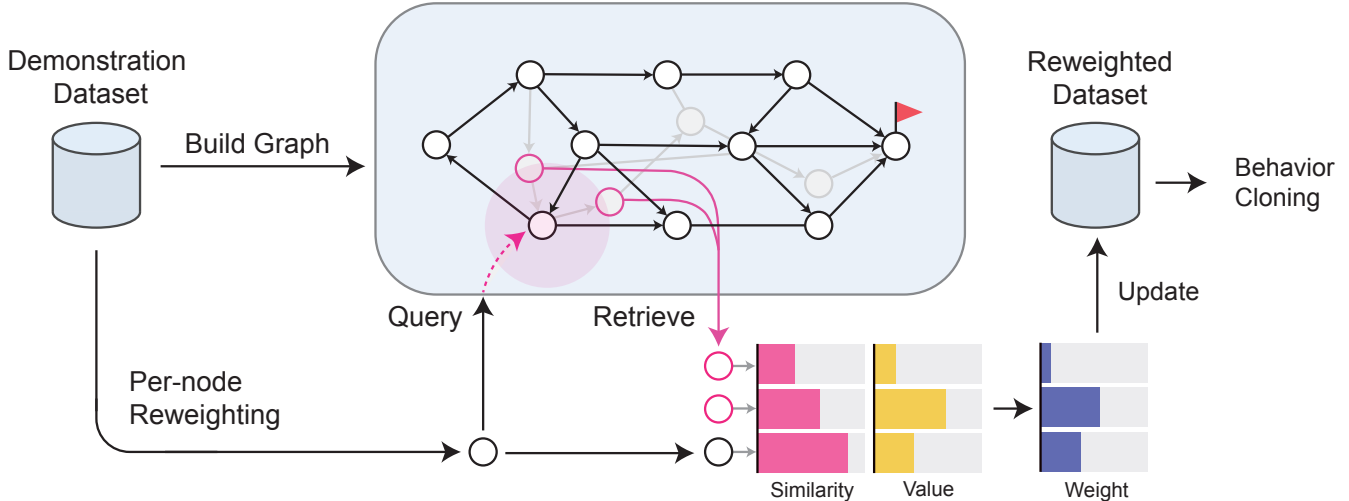 Demonstration
Dataset
Build Graph
Reweighted
Dataset
Behavior
Cloning
Query
Retrieve
Update
Per-node
Reweighting
Similarity
Value
Weight